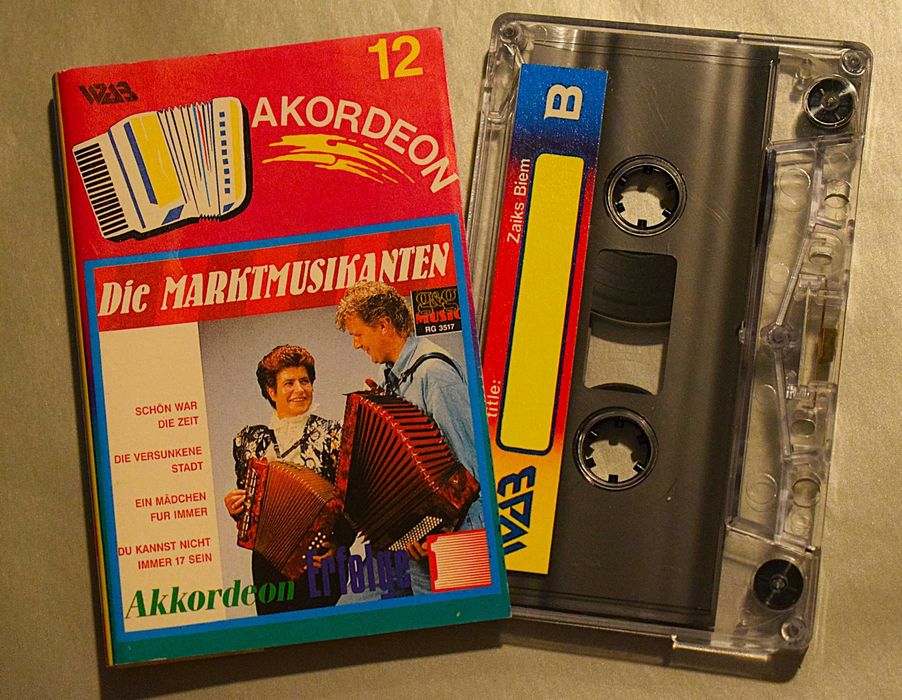 12
AKORDEON
Die MARKTMUSIKANTEN
g&g
MUSIC
RG 3517
SCHÖN WAR
DIE ZEIT
DIE VERSUNKENE
STADT
EIN MÄDCHEN
FUR IMMER
DU KANNST NICHT
IMMER 17 SEIN
Akkordeon Erfolge
B
Zaiks Biem
title: